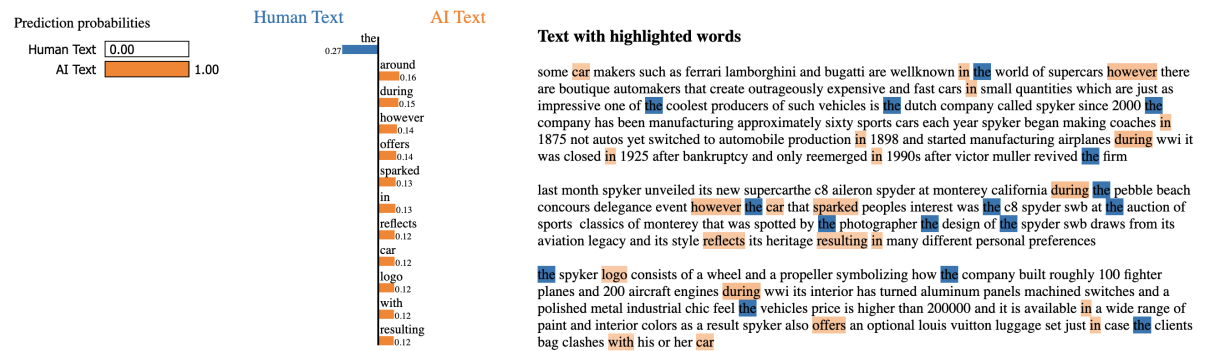 Prediction probabilities
Human Text 0.00
AI Text 1.00
Human Text AI Text
the
0.27
around
0.16
during
0.15
however
0.14
offers
0.14
sparked
0.13
in
0.13
reflects
0.12
car
0.12
logo
0.12
with
0.12
resulting
0.12
Text with highlighted words
some car makers such as ferrari lamborghini and bugatti are wellknown in the world of supercars however there
are boutique automakers that create outrageously expensive and fast cars in small quantities which are just as
impressive one of the coolest producers of such vehicles is the dutch company called spyker since 2000 the
company has been manufacturing approximately sixty sports cars each year spyker began making coaches in
1875 not autos yet switched to automobile production in 1898 and started manufacturing airplanes during wwi it
was closed in 1925 after bankruptcy and only reemerged in 1990s after victor muller revived the firm
last month spyker unveiled its new supercarthe c8 aileron spyder at monterey california during the pebble beach
concours delegance event however the car that sparked peoples interest was the c8 spyder swb at the auction of
sports classics of monterey that was spotted by the photographer the design of the spyder swb draws from its
aviation legacy and its style reflects its heritage resulting in many different personal preferences
the spyker logo consists of a wheel and a propeller symbolizing how the company built roughly 100 fighter
planes and 200 aircraft engines during wwi its interior has turned aluminum panels machined switches and a
polished metal industrial chic feel the vehicles price is higher than 200000 and it is available in a wide range of
paint and interior colors as a result spyker also offers an optional louis vuitton luggage set just in case the clients
bag clashes with his or her car